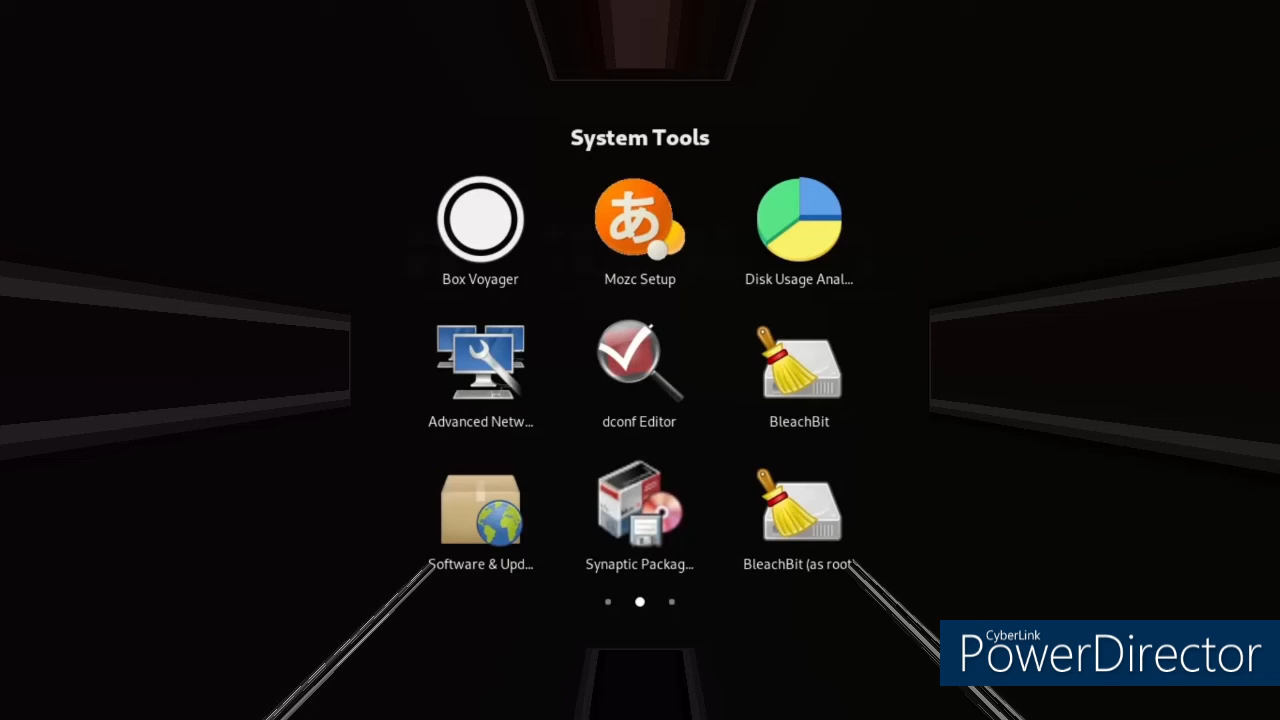 System Tools
あ
Box Voyager
Mozc Setup
Disk Usage Anal...
Advanced Netw...
dconf Editor
BleachBit
Software & Upd...
Synaptic Packag...
BleachBit (as root)
CyberLink
PowerDirector